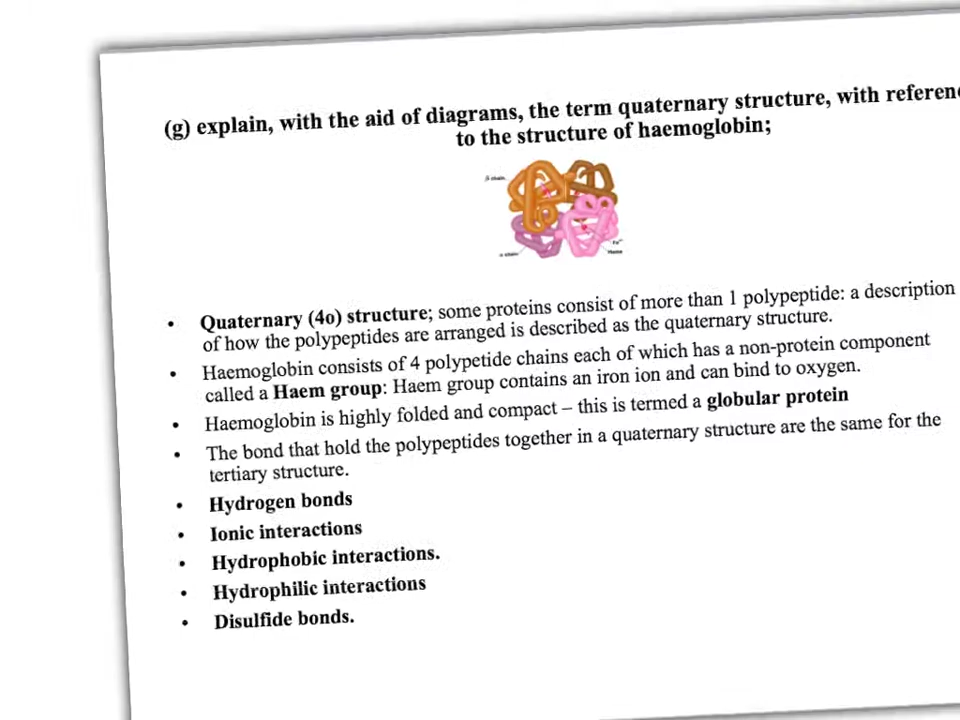 (g) explain, with the aid of diagrams, the term quaternary structure, with
to the structure of haemoglobin;
β chain
α chain
Fe²⁺
Heme
• Quaternary (4o) structure; some proteins consist of more than 1 polypeptide: a description
of how the polypeptides are arranged is described as the quaternary structure.
• Haemoglobin consists of 4 polypetide chains each of which has a non-protein component
called a Haem group: Haem group contains an iron ion and can bind to oxygen.
• Haemoglobin is highly folded and compact – this is termed a globular protein
• The bond that hold the polypeptides together in a quaternary structure are the same for the
tertiary structure.
• Hydrogen bonds
• Ionic interactions
• Hydrophobic interactions.
• Hydrophilic interactions
• Disulfide bonds.